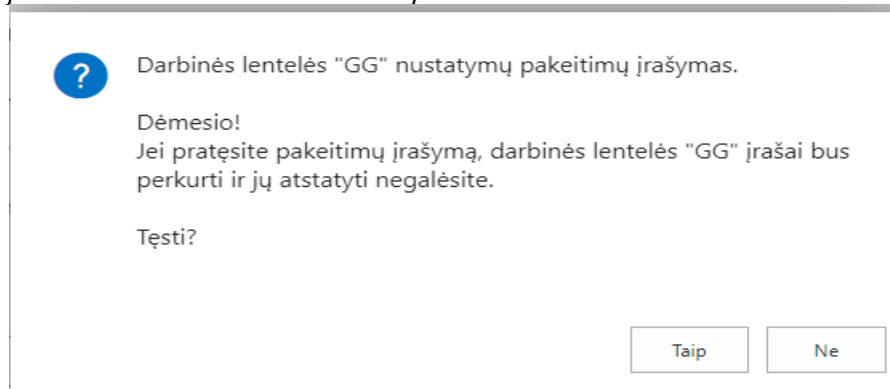 ?
Darbinės lentelės "GG" nustatymų pakeitimų įrašymas.
Dėmesio!
Jei pratęsite pakeitimų įrašymą, darbinės lentelės "GG" įrašai bus
perkurti ir jų atstatyti negalėsite.
Tęsti?
Taip Ne